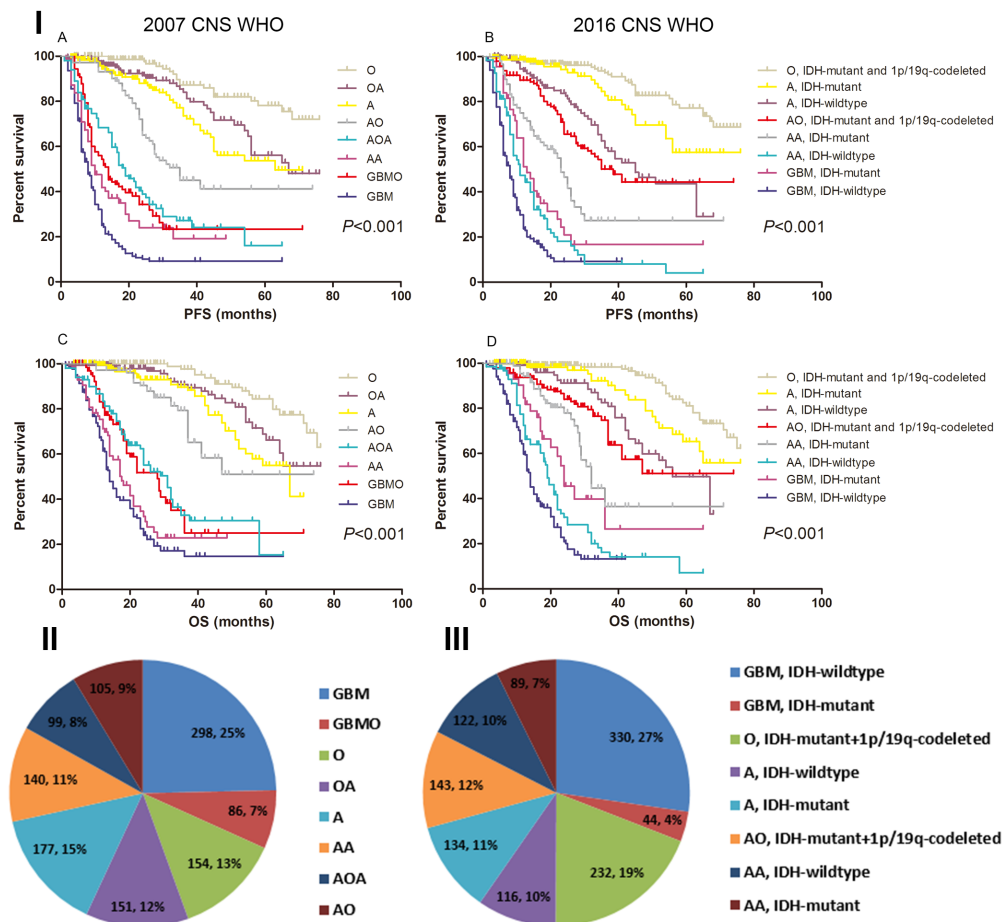 I
2007 CNS WHO
2016 CNS WHO
A
Percent survival
100
80
60
40
20
0
0 20 40 60 80 100
PFS (months)
O
OA
A
AO
AOA
AA
GBMO
GBM
P<0.001
B
Percent survival
100
80
60
40
20
0
0 20 40 60 80 100
PFS (months)
O, IDH-mutant and 1p/19q-codeleted
A, IDH-mutant
A, IDH-wildtype
AO, IDH-mutant and 1p/19q-codeleted
AA, IDH-mutant
AA, IDH-wildtype
GBM, IDH-mutant
GBM, IDH-wildtype
P<0.001
C
Percent survival
100
80
60
40
20
0
0 20 40 60 80 100
OS (months)
O
OA
A
AO
AOA
AA
GBMO
GBM
P<0.001
D
Percent survival
100
80
60
40
20
0
0 20 40 60 80 100
OS (months)
O, IDH-mutant and 1p/19q-codeleted
A, IDH-mutant
A, IDH-wildtype
AO, IDH-mutant and 1p/19q-codeleted
AA, IDH-mutant
AA, IDH-wildtype
GBM, IDH-mutant
GBM, IDH-wildtype
P<0.001
II
298, 25%
86, 7%
154, 13%
151, 12%
177, 15%
140, 11%
99, 8%
105, 9%
GBM
GBMO
O
OA
A
AA
AOA
AO
III
330, 27%
44, 4%
232, 19%
116, 10%
134, 11%
143, 12%
122, 10%
89, 7%
GBM, IDH-wildtype
GBM, IDH-mutant
O, IDH-mutant+1p/19q-codeleted
A, IDH-wildtype
A, IDH-mutant
AO, IDH-mutant+1p/19q-codeleted
AA, IDH-wildtype
AA, IDH-mutant